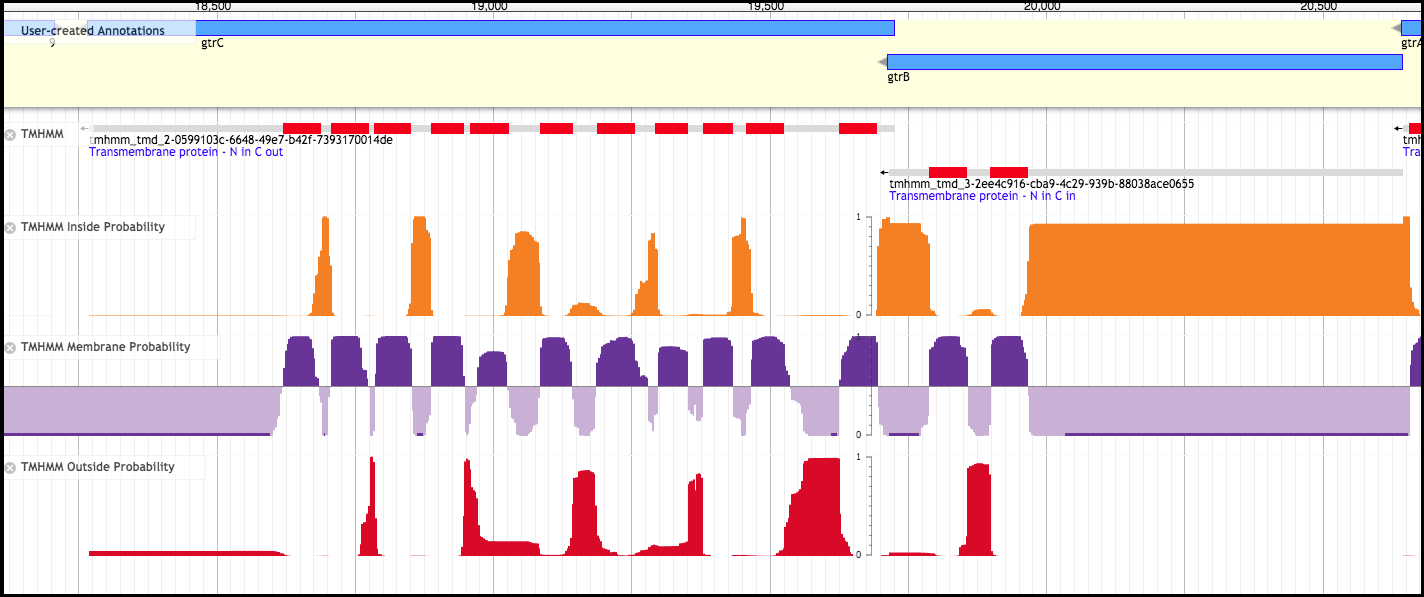 18,500 19,000 19,500 20,000 20,500
User-created Annotations
9 gtrC gtrA
gtrB
TMHMM
tmhmm_tmd_2-0599103c-6648-49e7-b42f-7393170014de tmh
Transmembrane protein - N in C out Tra
tmhmm_tmd_3-2ee4c916-cba9-4c29-939b-88038ace0655
Transmembrane protein - N in C in
TMHMM Inside Probability 1
0
TMHMM Membrane Probability 1
0
TMHMM Outside Probability 1
0